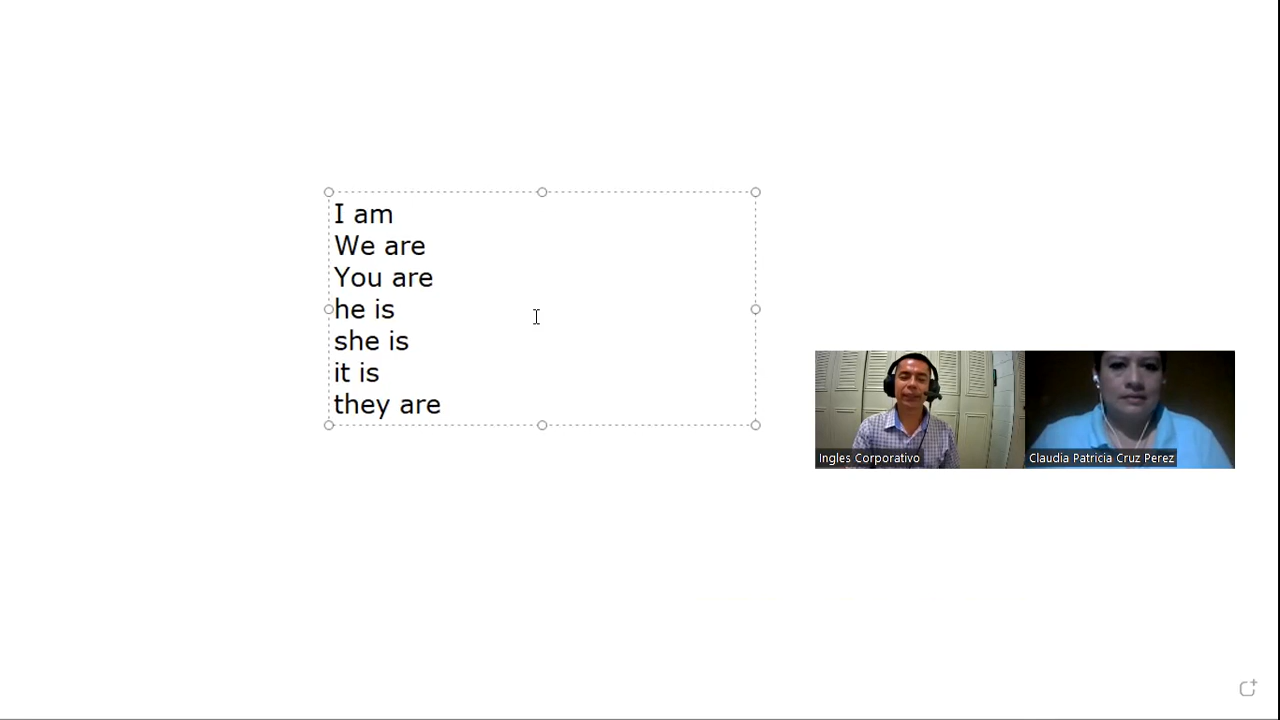 I am
We are
You are
he is
she is
it is
they are
Ingles Corporativo
Claudia Patricia Cruz Perez